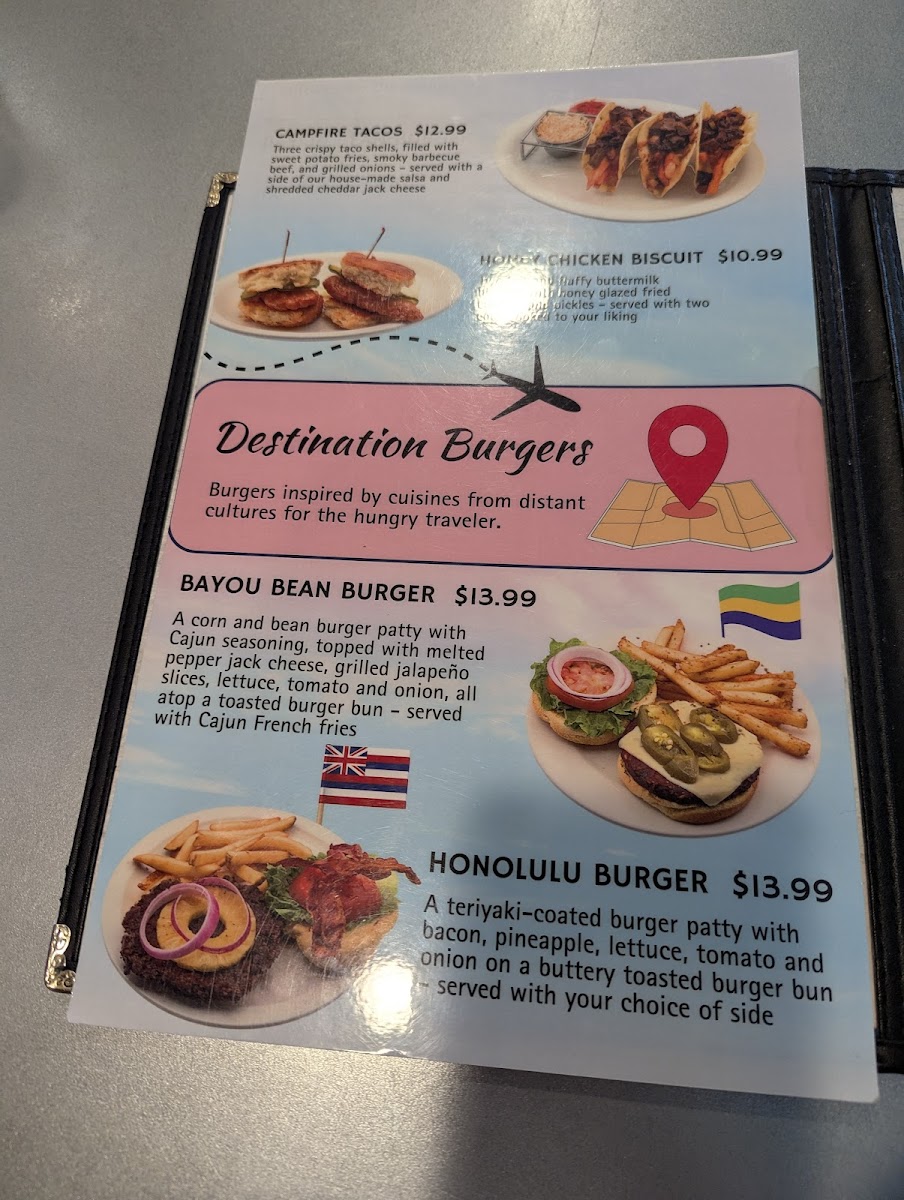 CAMPFIRE TACOS $12.99
Three crispy taco shells, filled with
sweet potato fries, smoky barbecue
beef, and grilled onions – served with a
side of our house-made salsa and
shredded cheddar jack cheese
HONEY CHICKEN BISCUIT $10.99
fluffy buttermilk
honey glazed fried
pickles – served with two
to your liking
Destination Burgers
Burgers inspired by cuisines from distant
cultures for the hungry traveler.
BAYOU BEAN BURGER $13.99
A corn and bean burger patty with
Cajun seasoning, topped with melted
pepper jack cheese, grilled jalapeño
slices, lettuce, tomato and onion, all
atop a toasted burger bun – served
with Cajun French fries
HONOLULU BURGER $13.99
A teriyaki-coated burger patty with
bacon, pineapple, lettuce, tomato and
onion on a buttery toasted burger bun
– served with your choice of side